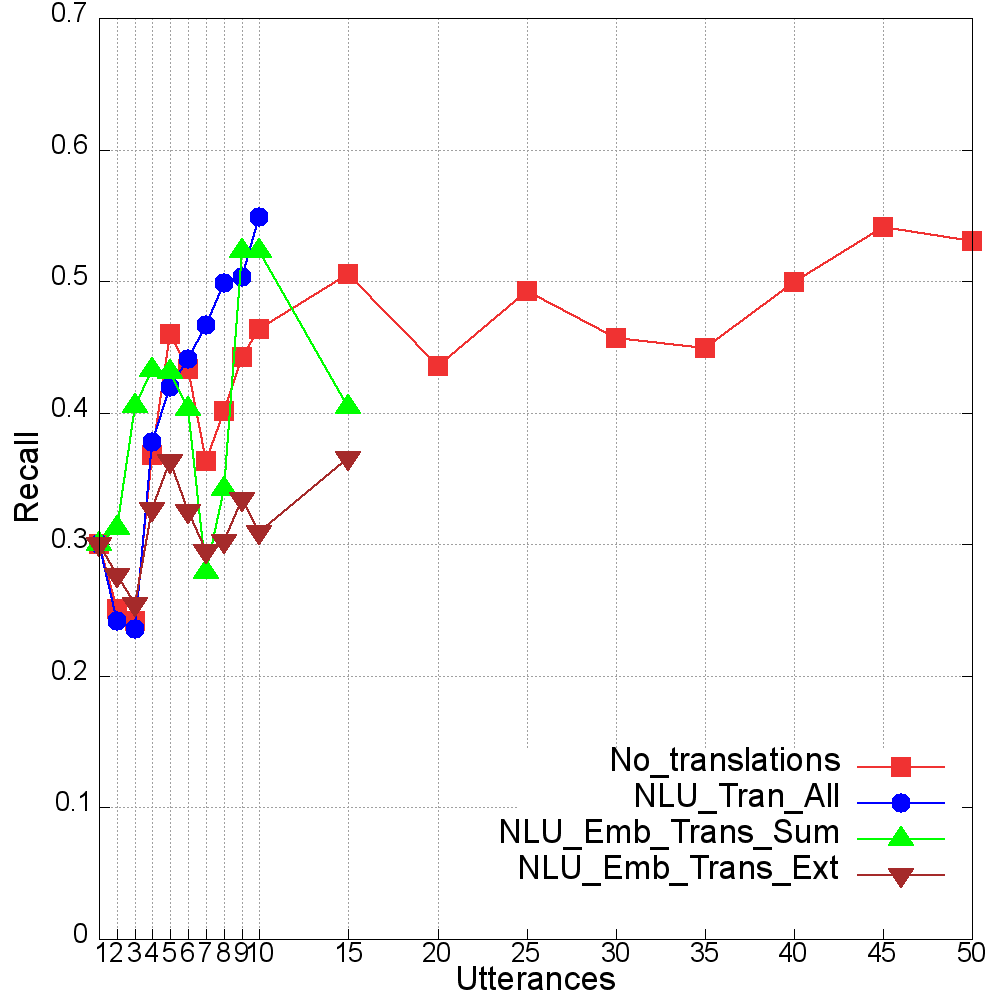 0.7
0.6
0.5
0.4
0.3
0.2
0.1
0
Recall
No_translations
NLU_Tran_All
NLU_Emb_Trans_Sum
NLU_Emb_Trans_Ext
1 2 3 4 5 6 7 8 9 10 15 20 25 30 35 40 45 50
Utterances